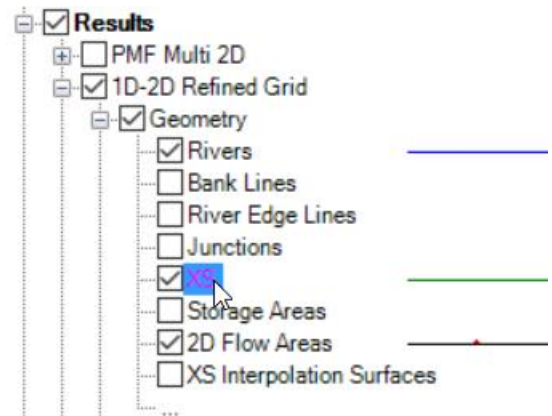 Results
PMF Multi 2D
1D-2D Refined Grid
Geometry
Rivers
Bank Lines
River Edge Lines
Junctions
XS
Storage Areas
2D Flow Areas
XS Interpolation Surfaces
...